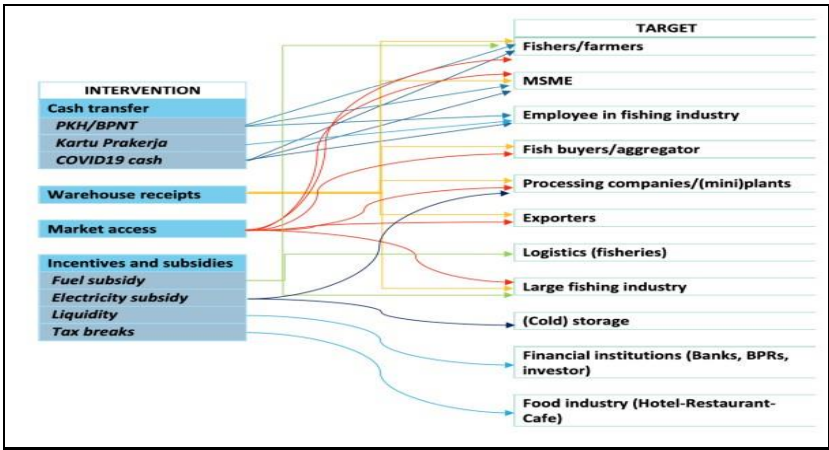 INTERVENTION
Cash transfer
PKH/BPNT
Kartu Prakerja
COVID19 cash
Warehouse receipts
Market access
Incentives and subsidies
Fuel subsidy
Electricity subsidy
Liquidity
Tax breaks
TARGET
Fishers/farmers
MSME
Employee in fishing industry
Fish buyers/aggregator
Processing companies/(mini)plants
Exporters
Logistics (fisheries)
Large fishing industry
(Cold) storage
Financial institutions (Banks, BPRs,
investor)
Food industry (Hotel-Restaurant-
Cafe)